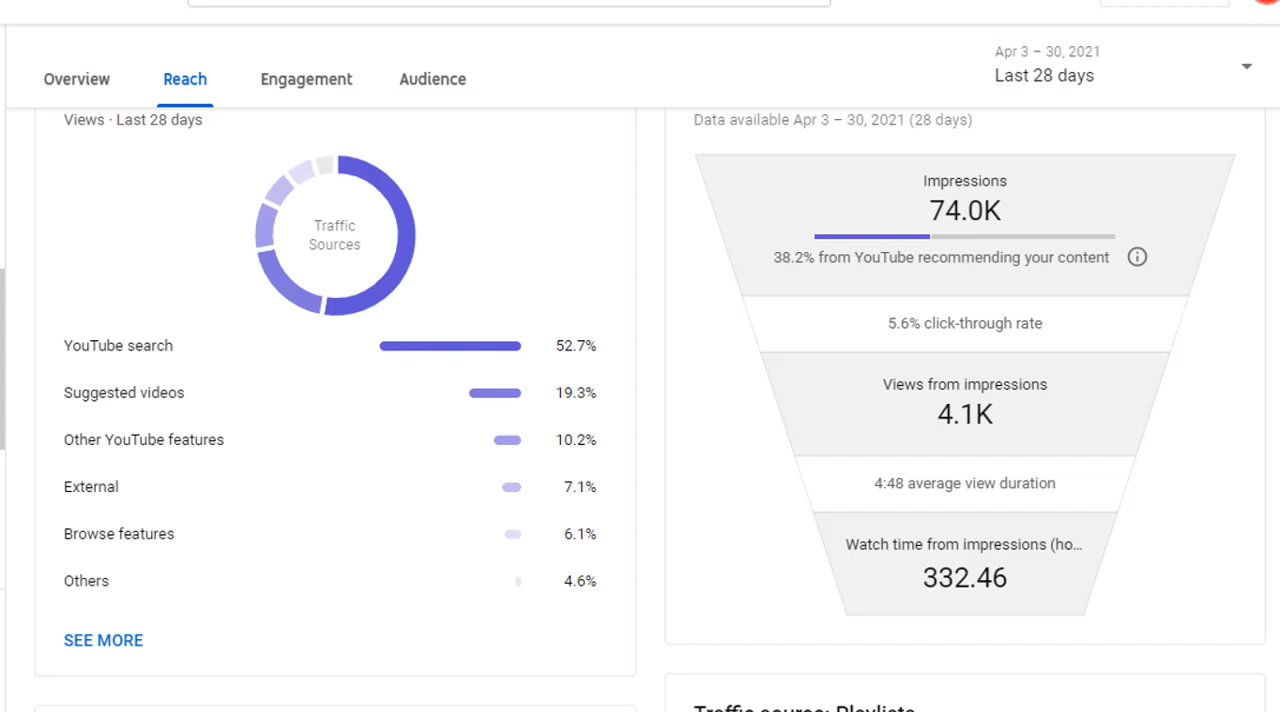 Apr 3 – 30, 2021
Overview Reach Engagement Audience Last 28 days
Views · Last 28 days
Traffic
Sources
YouTube search 52.7%
Suggested videos 19.3%
Other YouTube features 10.2%
External 7.1%
Browse features 6.1%
Others 4.6%
SEE MORE
Data available Apr 3 – 30, 2021 (28 days)
Impressions
74.0K
38.2% from YouTube recommending your content
5.6% click-through rate
Views from impressions
4.1K
4:48 average view duration
Watch time from impressions (ho...
332.46
Traffic source: Playlists